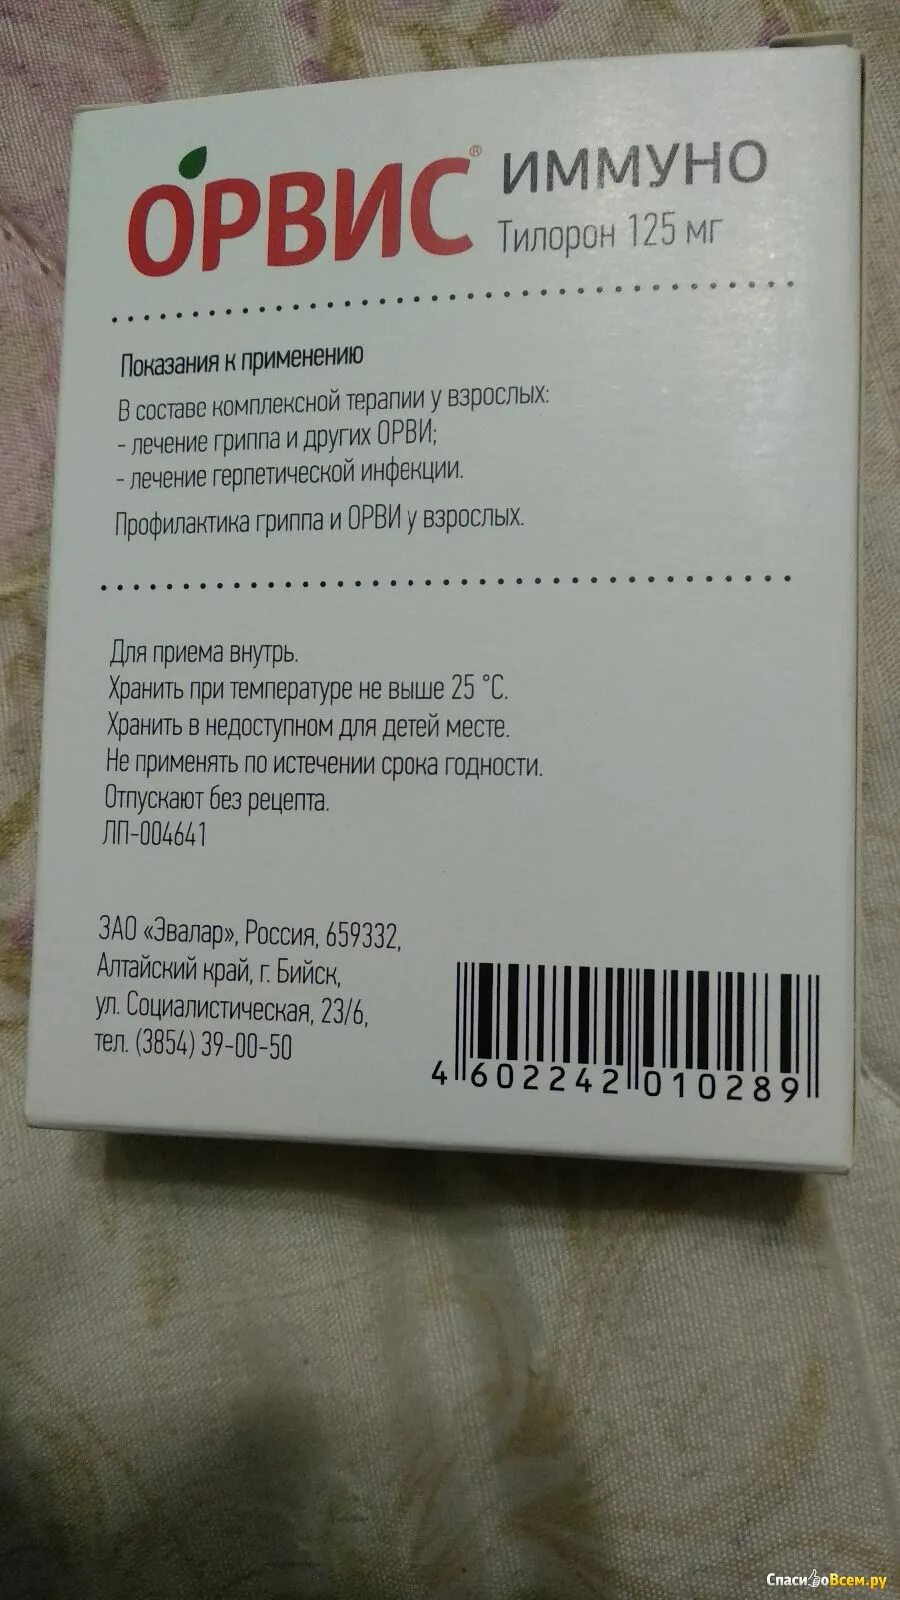 ОРВИС® ИММУНО
Тилорон 125 мг
Показания к применению
В составе комплексной терапии у взрослых:
- лечение гриппа и других ОРВИ;
- лечение герпетической инфекции.
Профилактика гриппа и ОРВИ у взрослых.
Для приема внутрь.
Хранить при температуре не выше 25 °С.
Хранить в недоступном для детей месте.
Не применять по истечении срока годности.
Отпускают без рецепта.
ЛП-004641
ЗАО «Эвалар», Россия, 659332,
Алтайский край, г. Бийск,
ул. Социалистическая, 23/6,
тел. (3854) 39-00-50
4 602242 010289
СпасибоВсем.ру